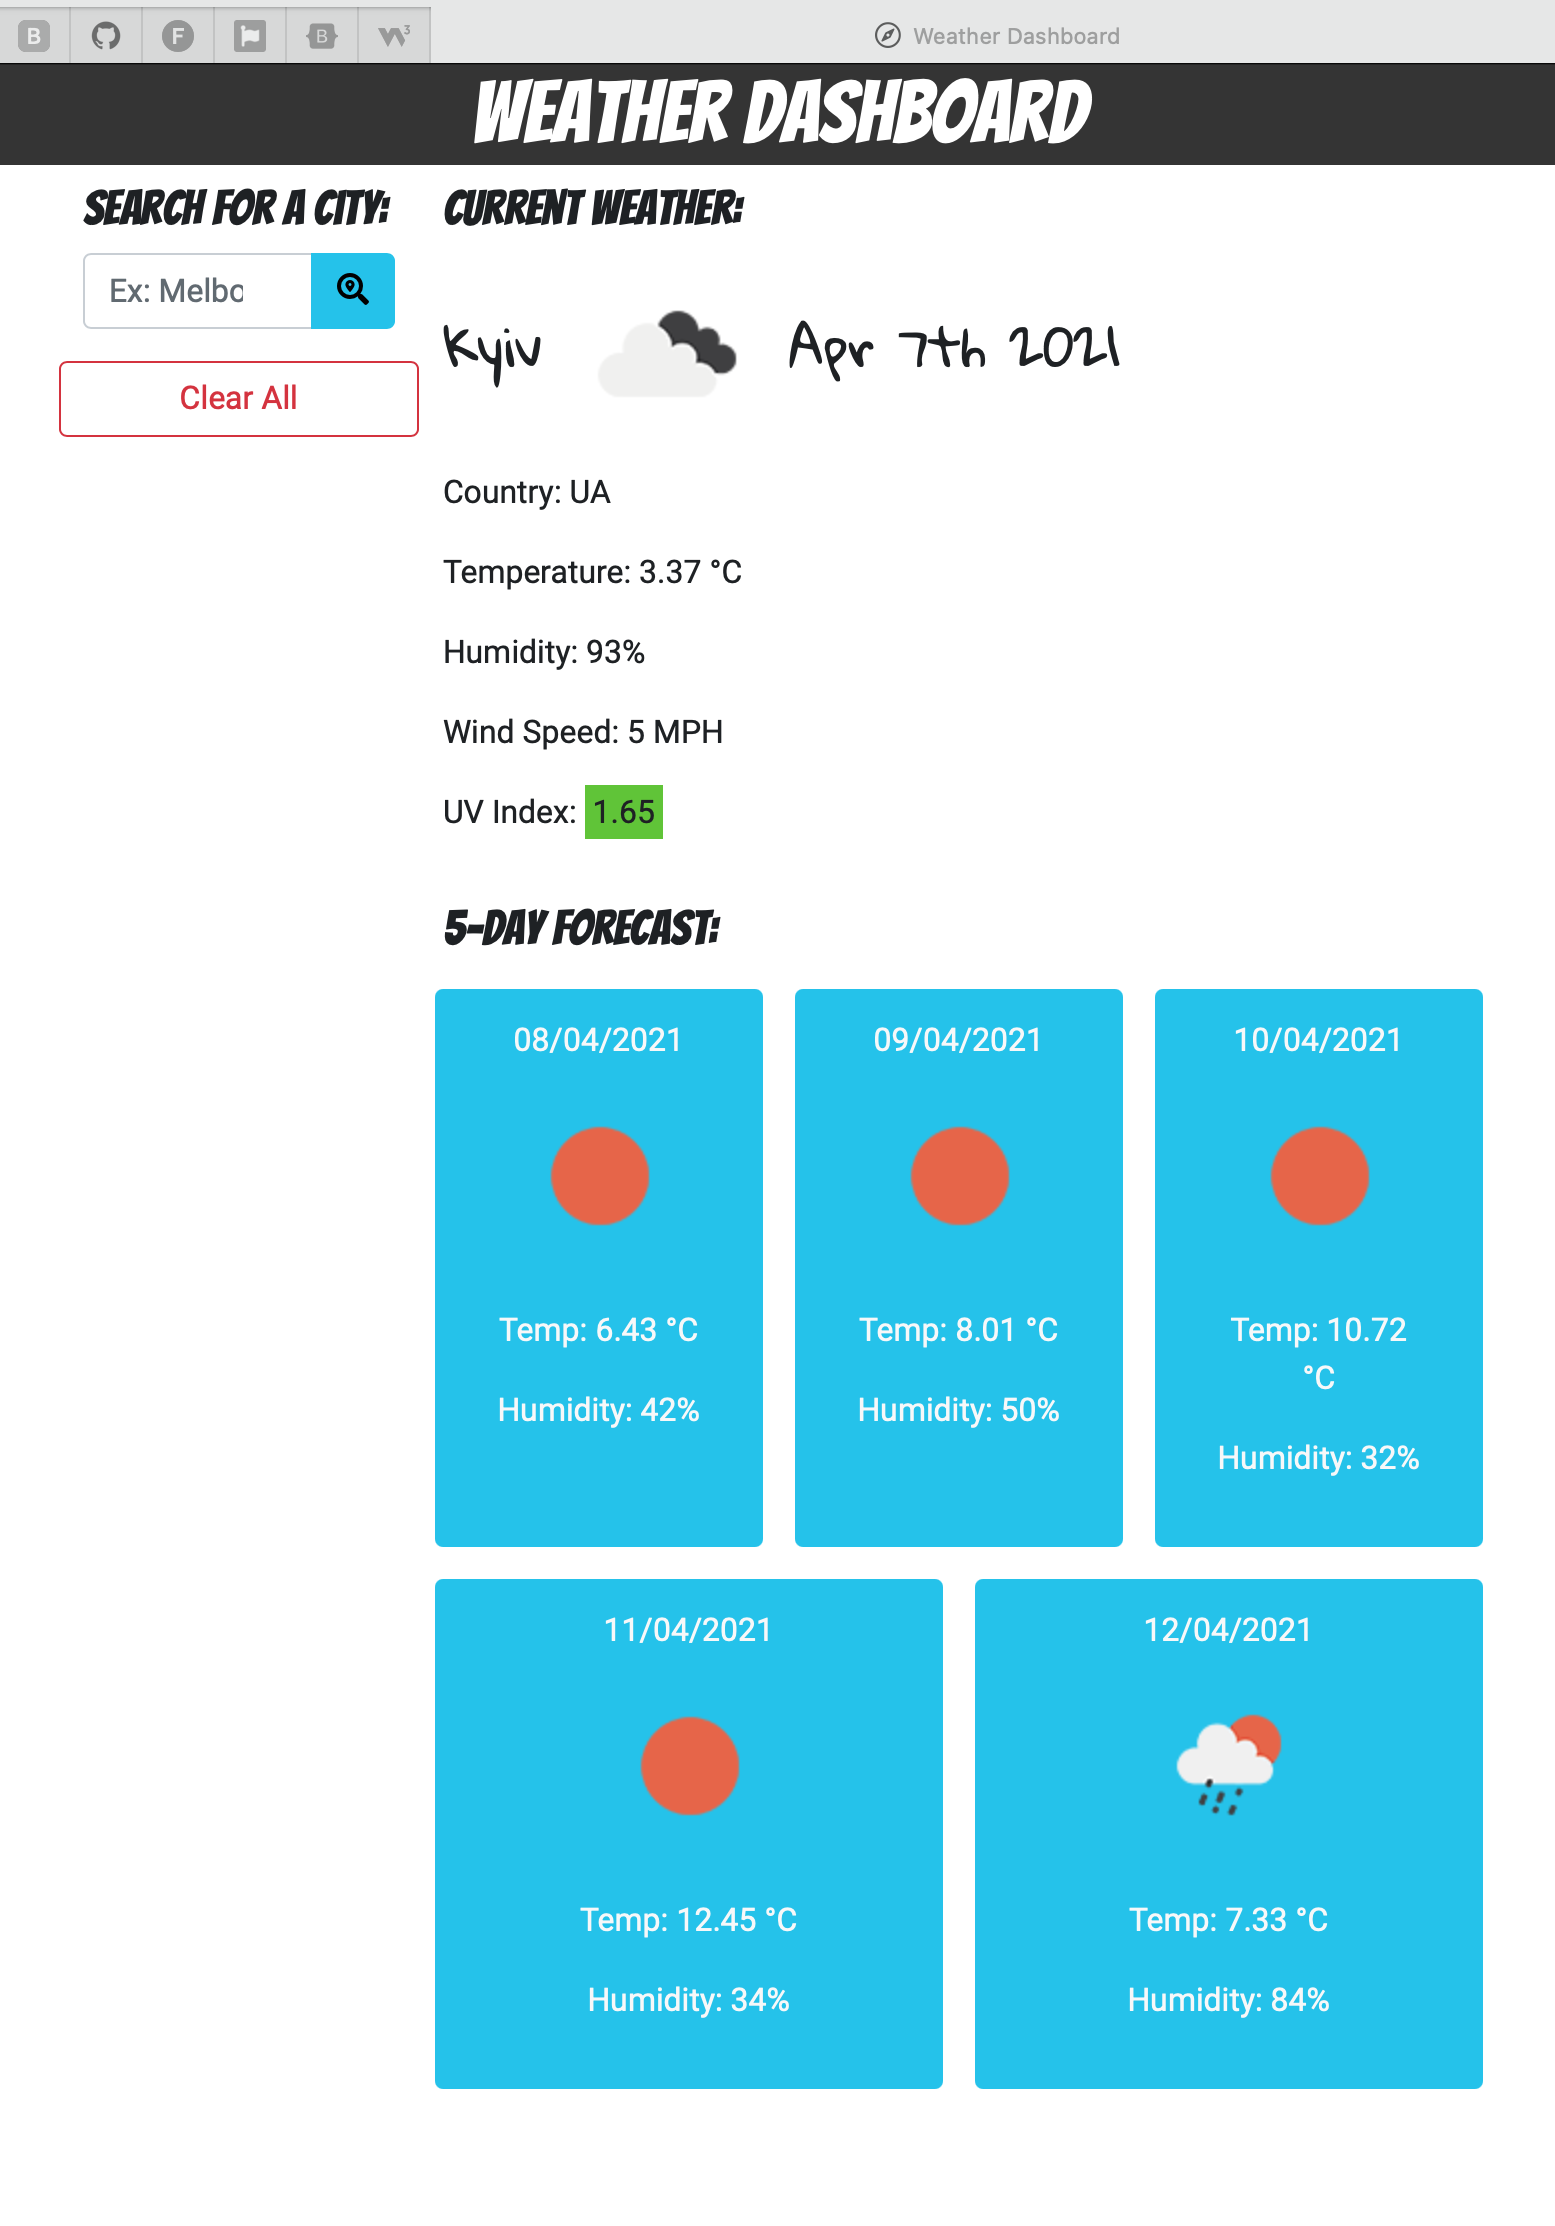 B
F
B
W3
Weather Dashboard
WEATHER DASHBOARD
SEARCH FOR A CITY:
Ex: Melbo
Clear All
CURRENT WEATHER:
Kyiv
Apr 7th 2021
Country: UA
Temperature: 3.37 °C
Humidity: 93%
Wind Speed: 5 MPH
UV Index: 1.65
5-DAY FORECAST:
08/04/2021
Temp: 6.43 °C
Humidity: 42%
09/04/2021
Temp: 8.01 °C
Humidity: 50%
10/04/2021
Temp: 10.72
°C
Humidity: 32%
11/04/2021
Temp: 12.45 °C
Humidity: 34%
12/04/2021
Temp: 7.33 °C
Humidity: 84%